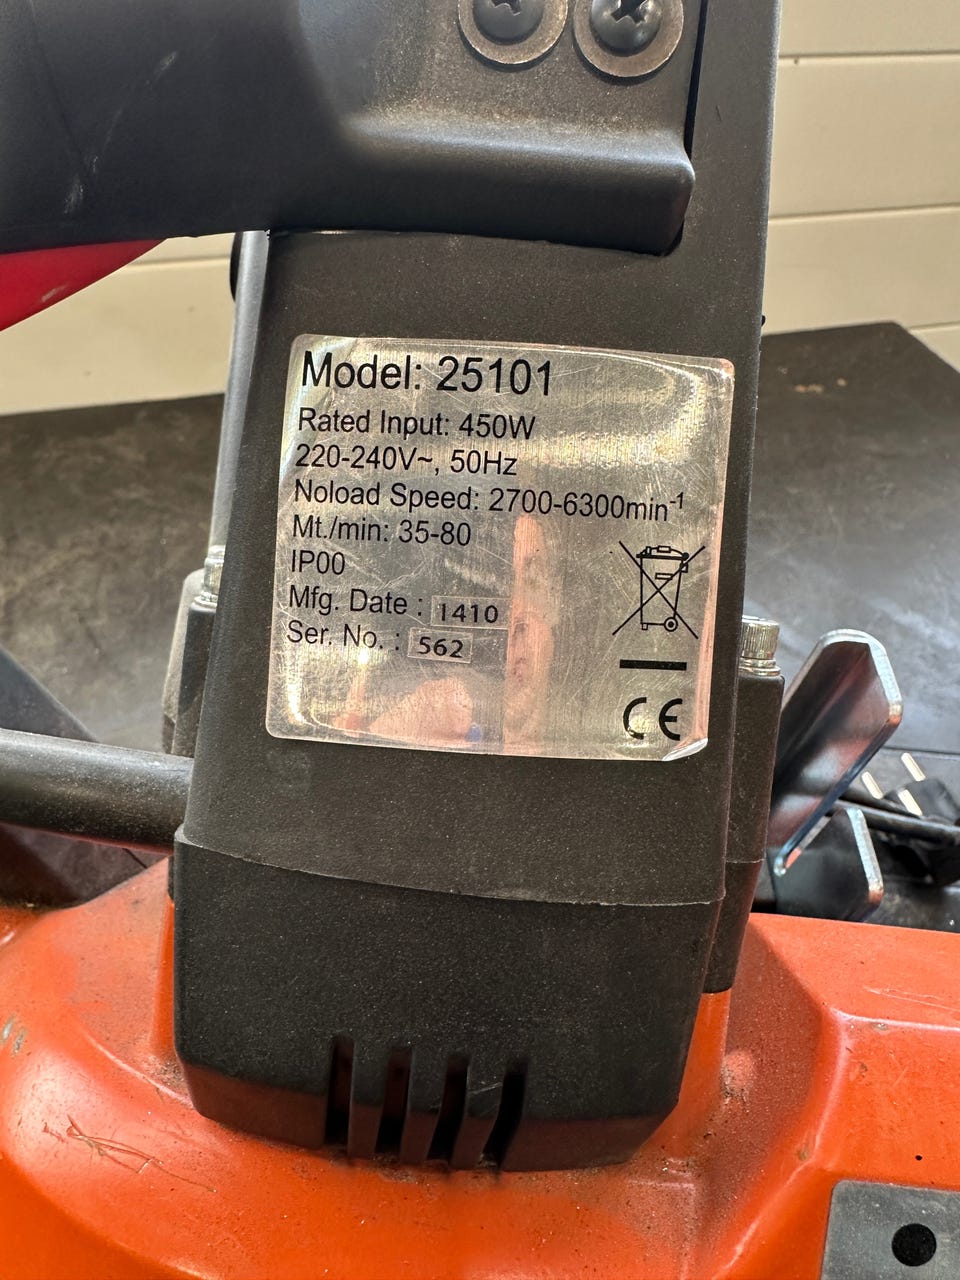 Model: 25101
Rated Input: 450W
220-240V~, 50Hz
Noload Speed: 2700-6300min⁻¹
Mt./min: 35-80
IP00
Mfg. Date : 1410
Ser. No. : 562
CE